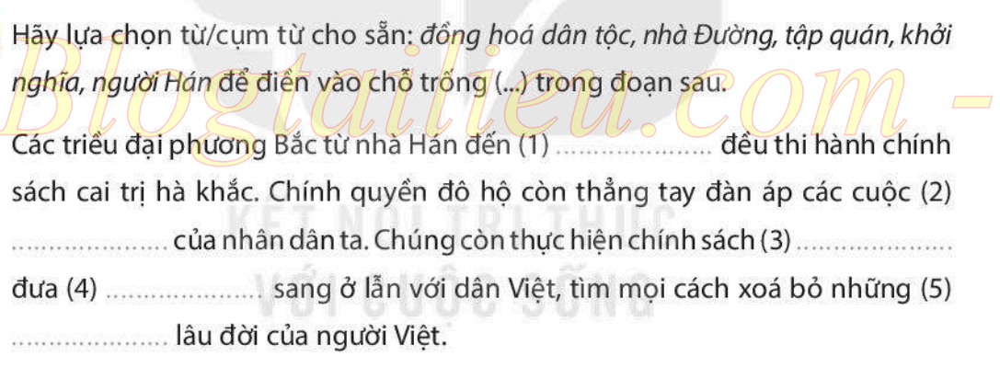 Hãy lựa chọn từ/cụm từ cho sẵn: đồng hoá dân tộc, nhà Đường, tập quán, khởi
nghĩa, người Hán để điền vào chỗ trống (...) trong đoạn sau.
Blogtailieu.com -
Các triều đại phương Bắc từ nhà Hán đến (1) ..................... đều thi hành chính
sách cai trị hà khắc. Chính quyền đô hộ còn thẳng tay đàn áp các cuộc (2)
KẾT NỐI TRI THỨC
..................... của nhân dân ta. Chúng còn thực hiện chính sách (3) .....................
đưa (4) ..................... sang ở lẫn với dân Việt, tìm mọi cách xoá bỏ những (5)
VỚI CUỘC SỐNG
..................... lâu đời của người Việt.